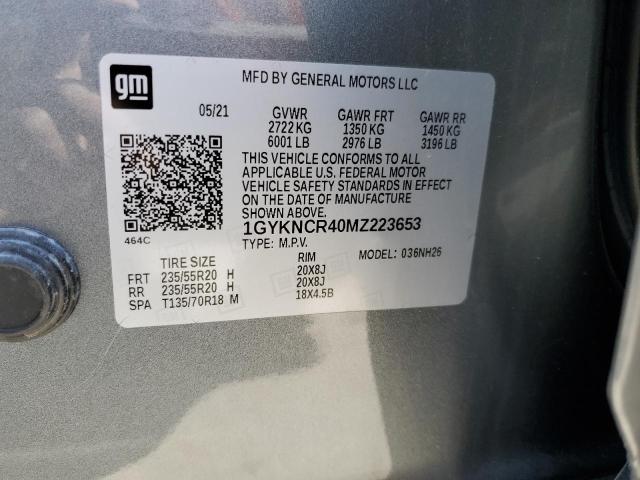 gm
MFD BY GENERAL MOTORS LLC
05/21 GVWR GAWR FRT GAWR RR
2722 KG 1350 KG 1450 KG
6001 LB 2976 LB 3196 LB
THIS VEHICLE CONFORMS TO ALL
APPLICABLE U.S. FEDERAL MOTOR
VEHICLE SAFETY STANDARDS IN EFFECT
ON THE DATE OF MANUFACTURE
SHOWN ABOVE.
464C
1GYKNCR40MZ223653
TYPE: M.P.V. MODEL: 036NH26
TIRE SIZE RIM
FRT 235/55R20 H 20X8J
RR 235/55R20 H 20X8J
SPA T135/70R18 M 18X4.5B